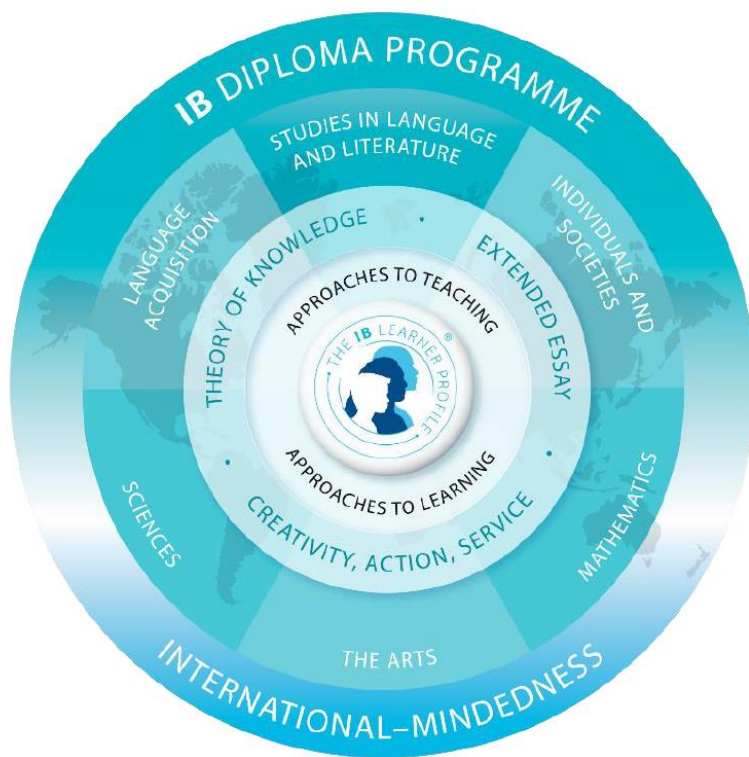 IB DIPLOMA PROGRAMME
STUDIES IN LANGUAGE
AND LITERATURE
LANGUAGE
ACQUISITION
INDIVIDUALS AND
SOCIETIES
THEORY OF KNOWLEDGE
EXTENDED ESSAY
APPROACHES TO TEACHING
THE IB LEARNER PROFILE ®
APPROACHES TO LEARNING
CREATIVITY, ACTION, SERVICE
SCIENCES
MATHEMATICS
THE ARTS
INTERNATIONAL–MINDEDNESS